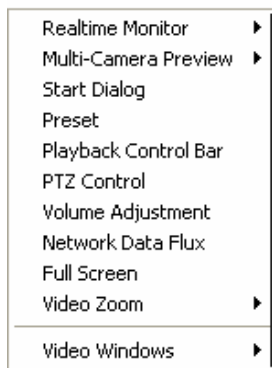 Realtime Monitor
Multi-Camera Preview
Start Dialog
Preset
Playback Control Bar
PTZ Control
Volume Adjustment
Network Data Flux
Full Screen
Video Zoom
Video Windows